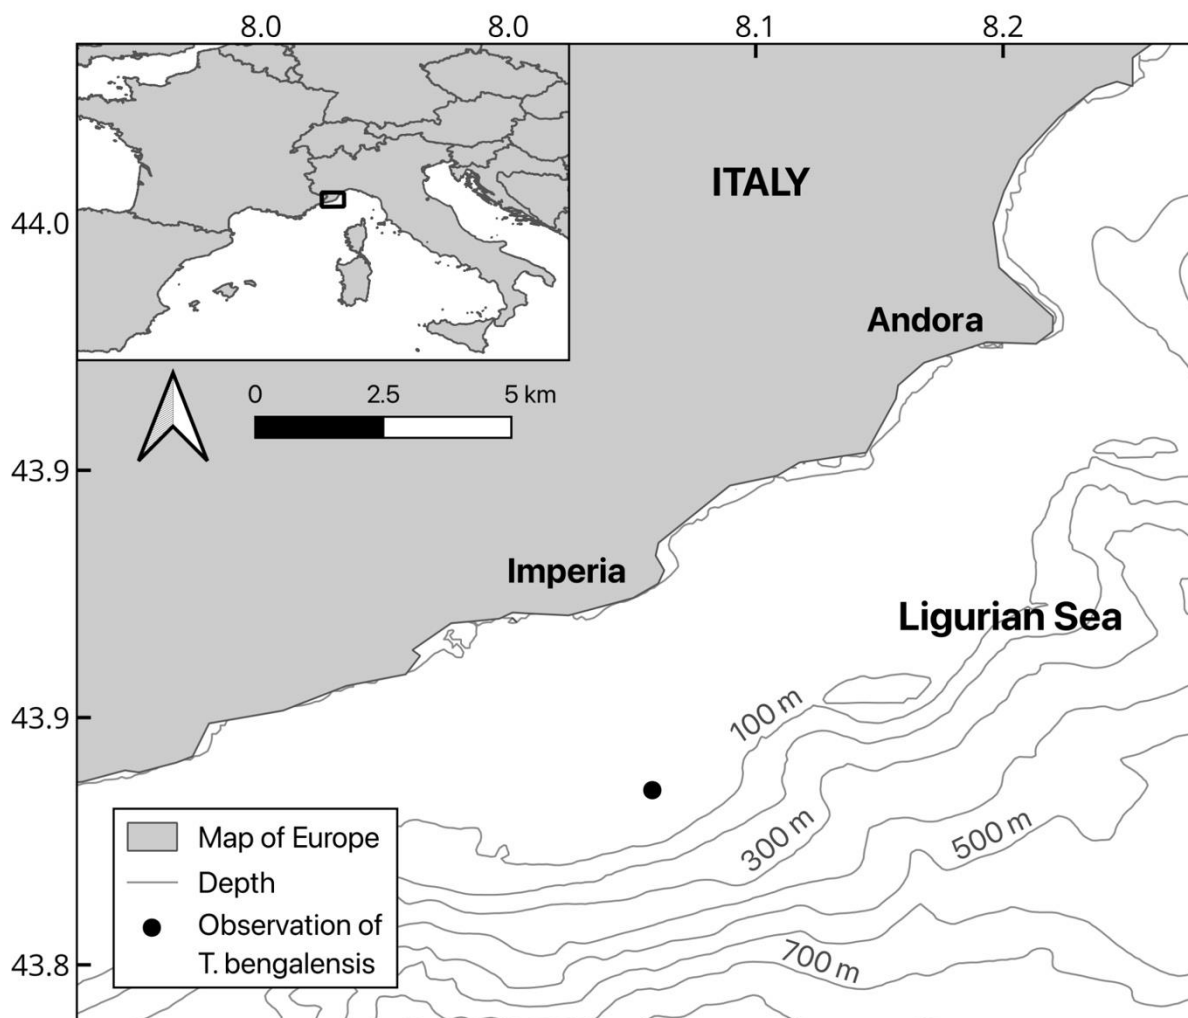 8.0 8.0 8.1 8.2
ITALY
44.0
Andora
0 2.5 5 km
43.9
Imperia
Ligurian Sea
100 m
43.9
300 m
500 m
Map of Europe
Depth
Observation of
T. bengalensis
700 m
43.8